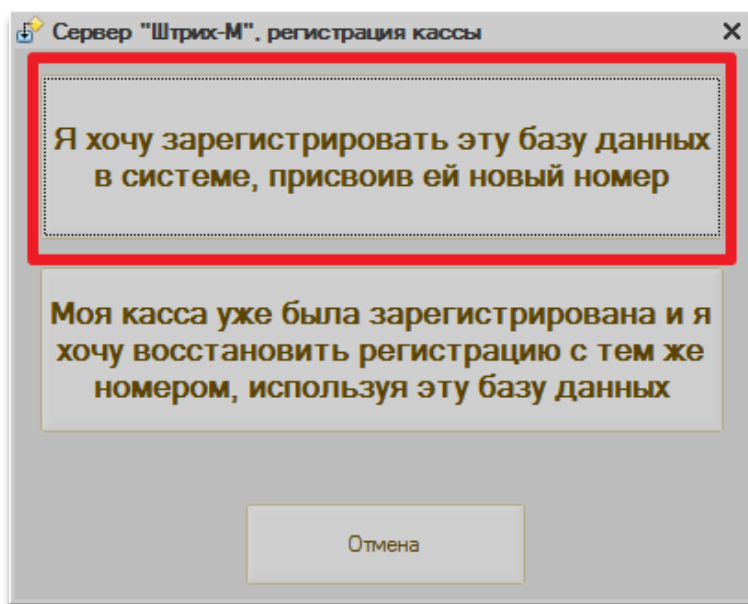 Сервер "Штрих-М", регистрация кассы
Я хочу зарегистрировать эту базу данных
в системе, присвоив ей новый номер
Моя касса уже была зарегистрирована и я
хочу восстановить регистрацию с тем же
номером, используя эту базу данных
Отмена